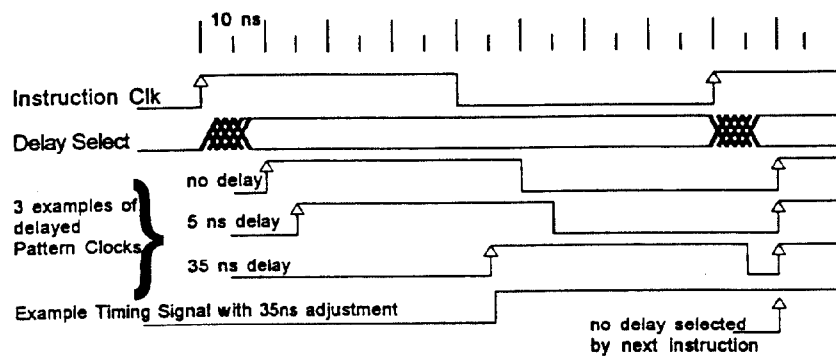 10 ns
Instruction Clk
Delay Select
no delay
3 examples of
delayed
Pattern Clocks
5 ns delay
35 ns delay
Example Timing Signal with 35ns adjustment
no delay selected
by next instruction